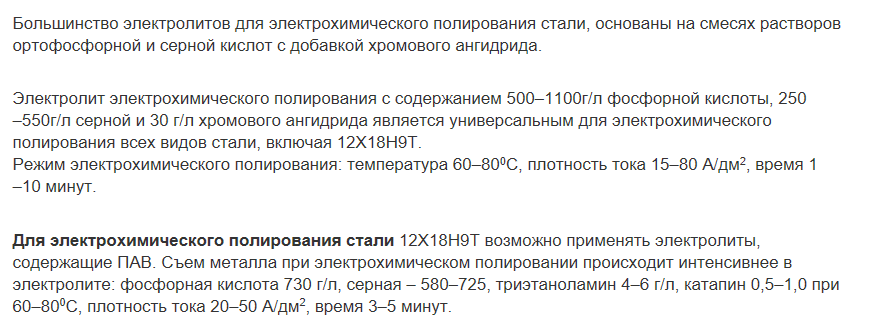 Большинство электролитов для электрохимического полирования стали, основаны на смесях растворов
ортофосфорной и серной кислот с добавкой хромового ангидрида.
Электролит электрохимического полирования с содержанием 500–1100г/л фосфорной кислоты, 250
–550г/л серной и 30 г/л хромового ангидрида является универсальным для электрохимического
полирования всех видов стали, включая 12Х18Н9Т.
Режим электрохимического полирования: температура 60–80⁰С, плотность тока 15–80 А/дм², время 1
–10 минут.
Для электрохимического полирования стали 12Х18Н9Т возможно применять электролиты,
содержащие ПАВ. Съем металла при электрохимическом полировании происходит интенсивнее в
электролите: фосфорная кислота 730 г/л, серная – 580–725, триэтаноламин 4–6 г/л, катапин 0,5–1,0 при
60–80⁰С, плотность тока 20–50 А/дм², время 3–5 минут.